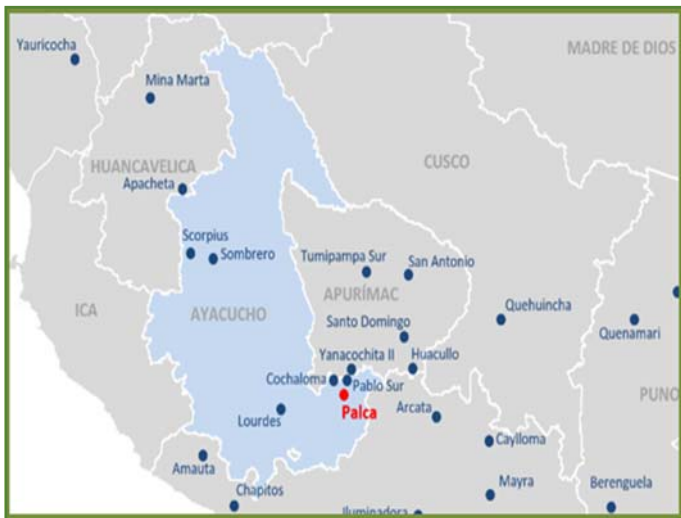 Yauricocha
MADRE DE DIOS
Mina Marta
HUANCAVELICA
CUSCO
Apacheta
Scorpius
Sombrero
Tumipampa Sur
San Antonio
APURÍMAC
ICA
AYACUCHO
Quehuincha
Quenamari
Santo Domingo
Yanacochita II
Huacullo
Cochaloma
Pablo Sur
PUNO
Palca
Arcata
Lourdes
Caylloma
Amauta
Mayra
Berenguela
Chapitos
Iluminadora